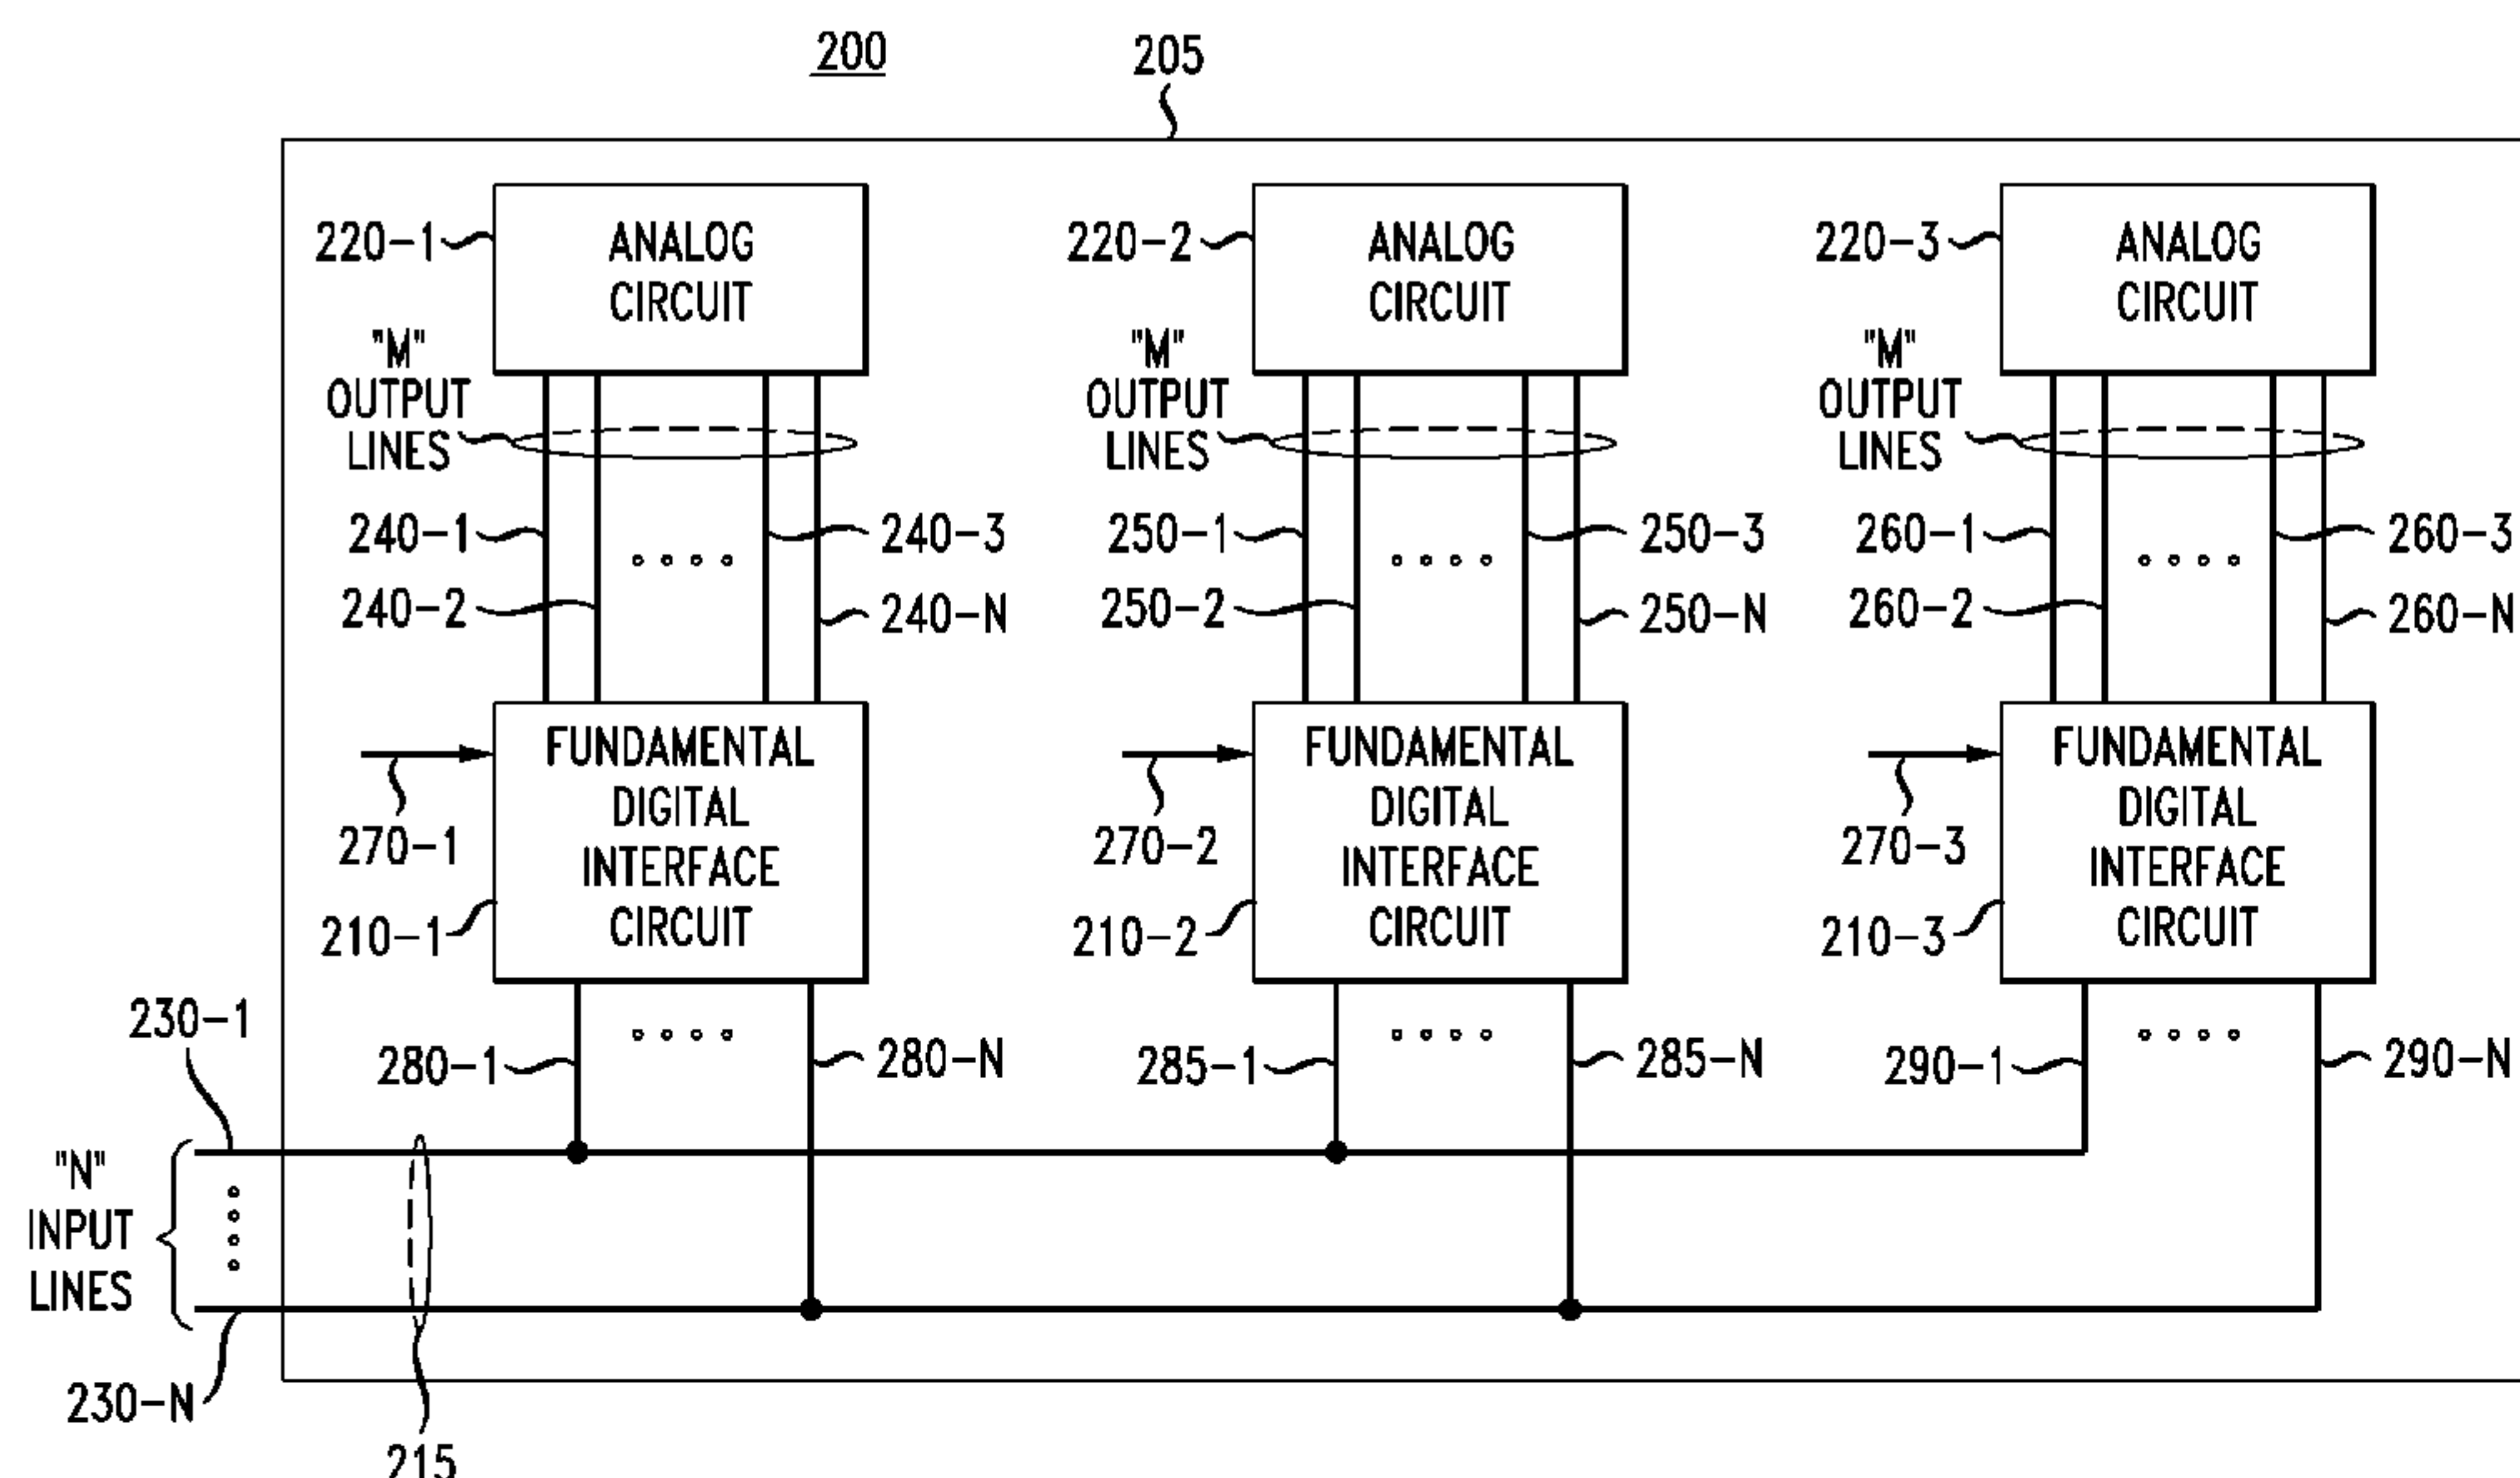 200
205
220-1
ANALOG
CIRCUIT
220-2
ANALOG
CIRCUIT
220-3
ANALOG
CIRCUIT
"M"
OUTPUT
LINES
"M"
OUTPUT
LINES
"M"
OUTPUT
LINES
240-1
240-3
250-1
250-3
260-1
260-3
240-2
240-N
250-2
250-N
260-2
260-N
FUNDAMENTAL
DIGITAL
INTERFACE
CIRCUIT
270-1
210-1
FUNDAMENTAL
DIGITAL
INTERFACE
CIRCUIT
270-2
210-2
FUNDAMENTAL
DIGITAL
INTERFACE
CIRCUIT
270-3
210-3
230-1
280-1
280-N
285-1
285-N
290-1
290-N
"N"
INPUT
LINES
230-N
215